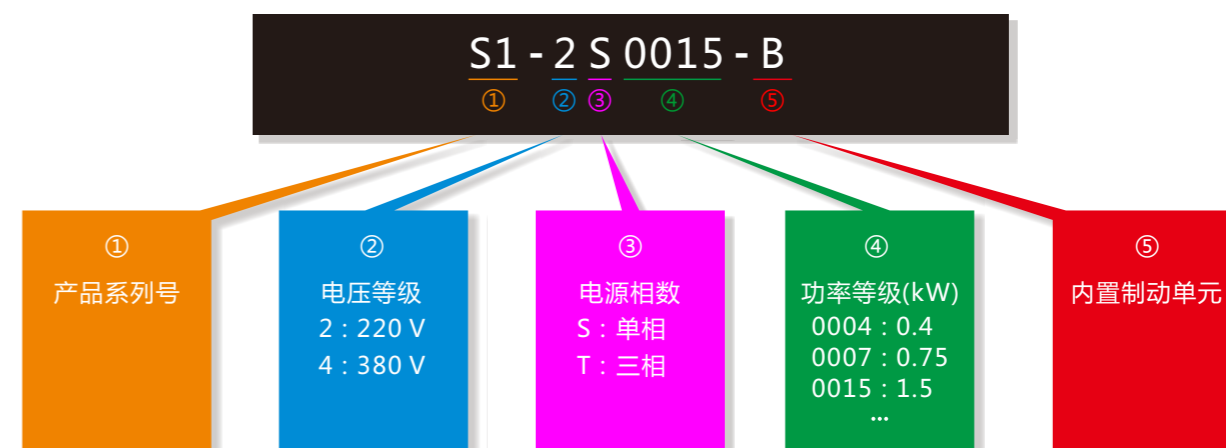 S1 - 2 S 0015 - B
① ② ③ ④ ⑤
①
产品系列号
②
电压等级
2：220 V
4：380 V
③
电源相数
S：单相
T：三相
④
功率等级(kW)
0004：0.4
0007：0.75
0015：1.5
...
⑤
内置制动单元